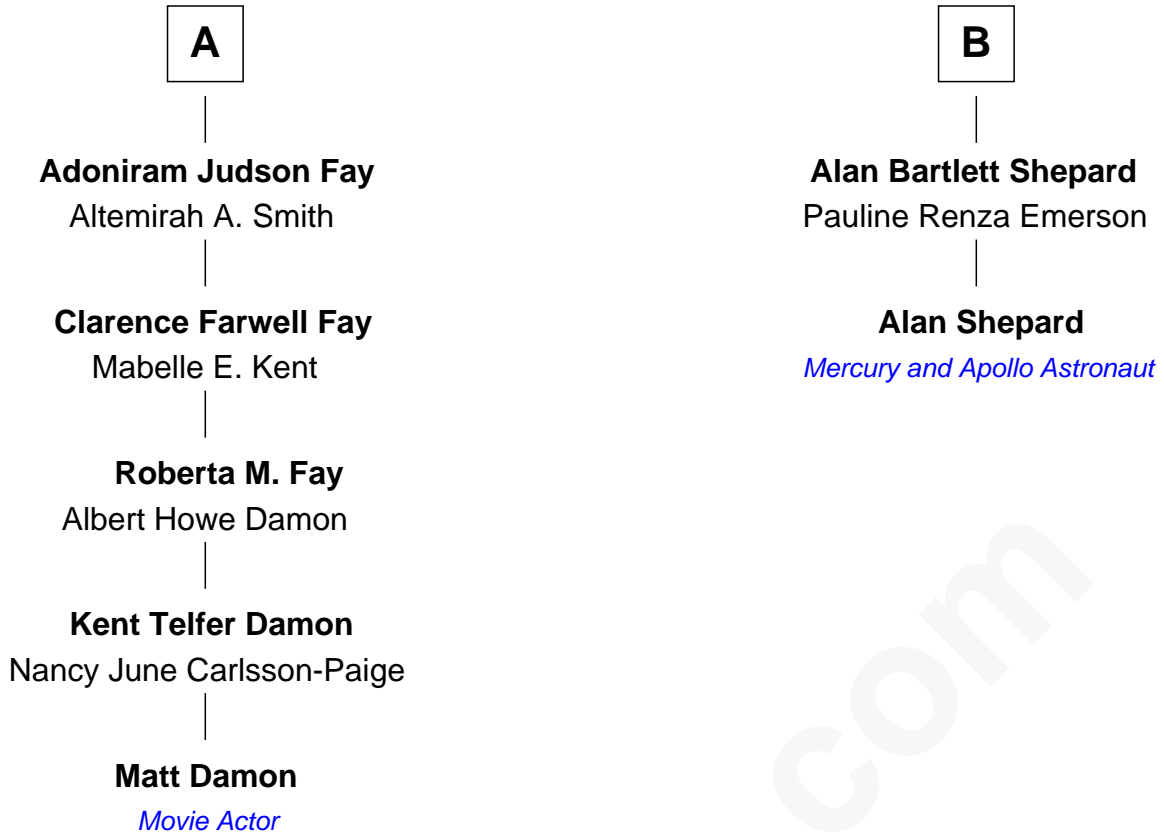 A
Adoniram Judson Fay
Altemirah A. Smith
Clarence Farwell Fay
Mabelle E. Kent
Roberta M. Fay
Albert Howe Damon
Kent Telfer Damon
Nancy June Carlsson-Paige
Matt Damon
Movie Actor
B
Alan Bartlett Shepard
Pauline Renza Emerson
Alan Shepard
Mercury and Apollo Astronaut
com